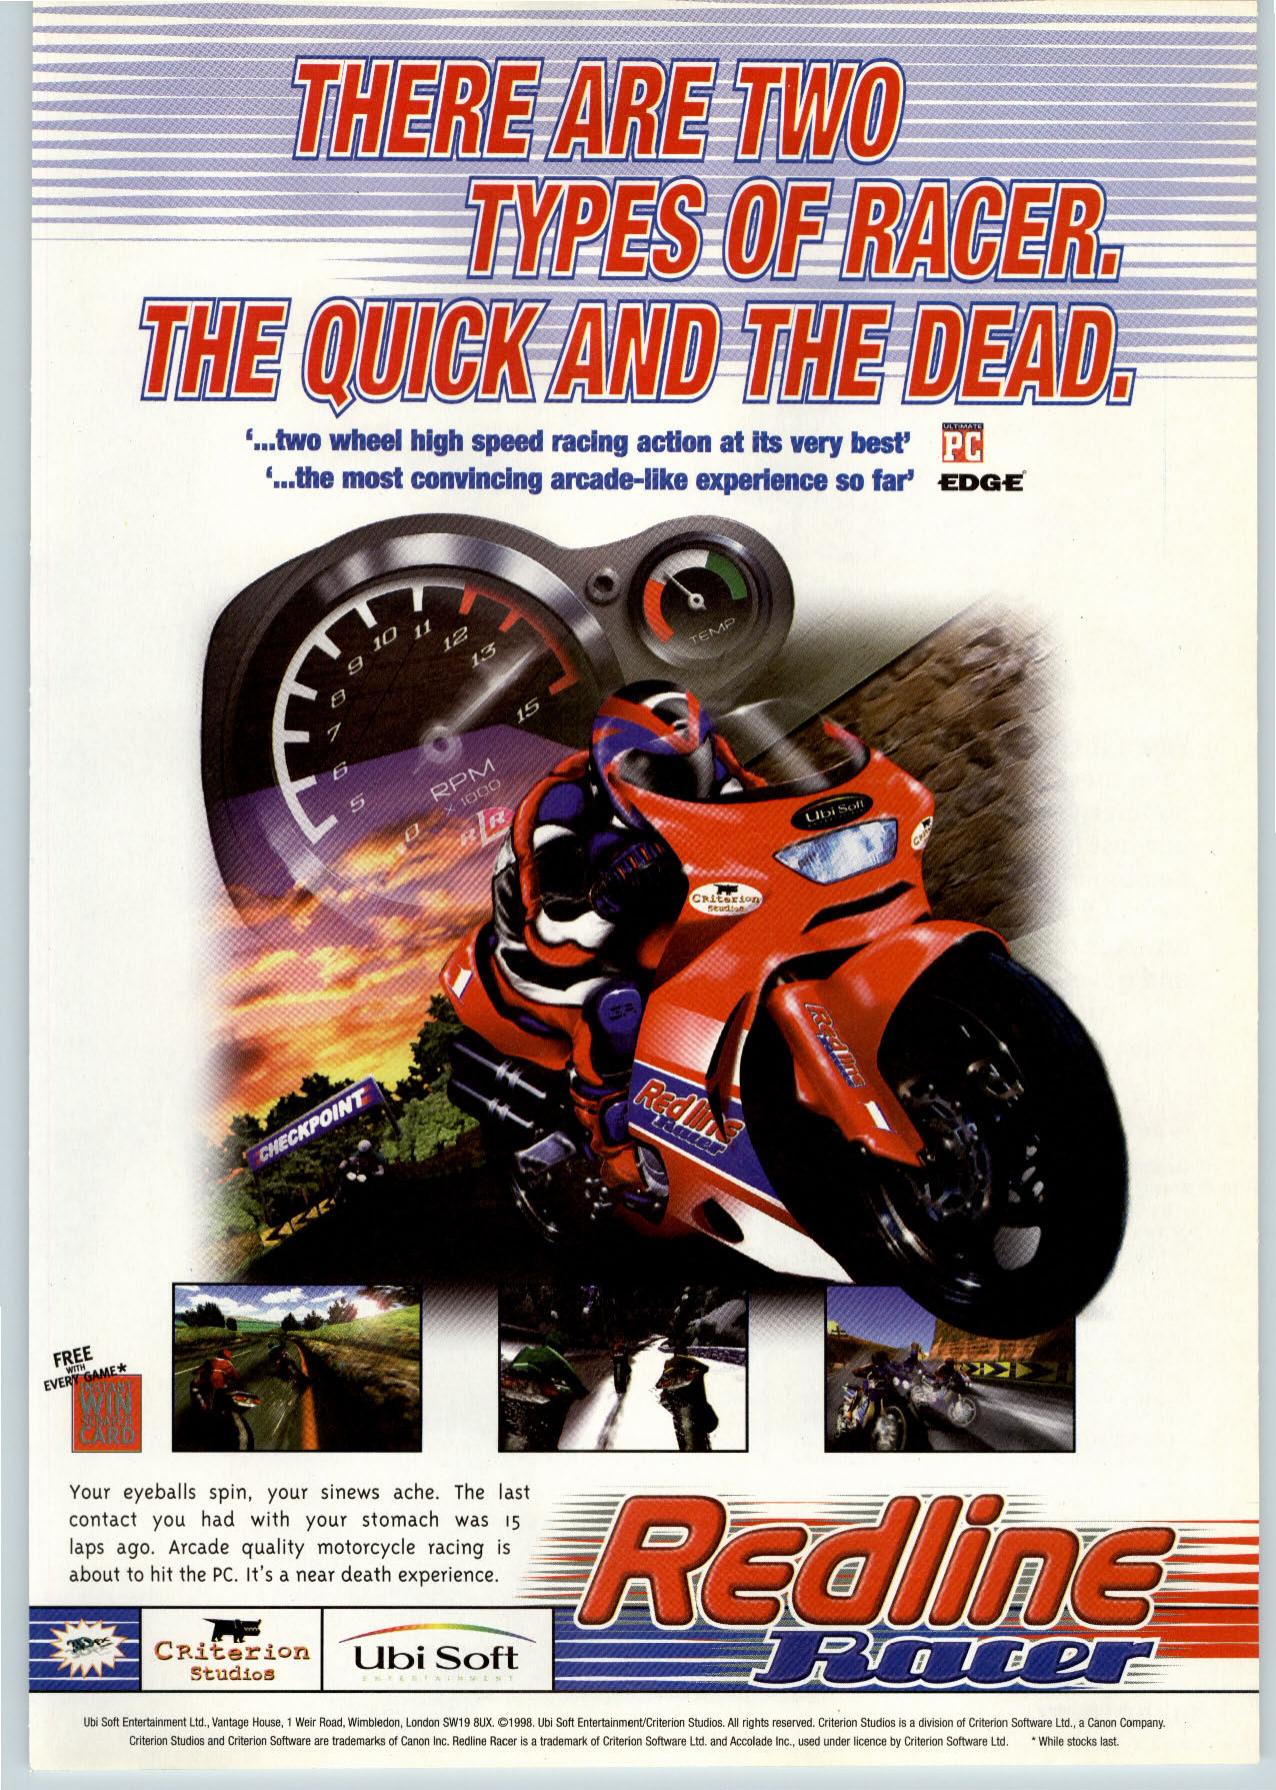 THERE ARE TWO
TYPES OF RACER.
THE QUICK AND THE DEAD.
‘...two wheel high speed racing action at its very best’
ULTIMATE
PC
‘...the most convincing arcade-like experience so far’
EDGE
TEMP
5
6
7
8
9
10
11
12
13
15
RPM
x 1000
0
R L R
Ubi Soft
CRiterion
Studios
Redline
Redline
Racer
CHECKPOINT
FREE
WITH
EVERY GAME*
INSTANT
WIN
SCRATCH
CARD
Your eyeballs spin, your sinews ache. The last
contact you had with your stomach was 15
laps ago. Arcade quality motorcycle racing is
about to hit the PC. It's a near death experience.
Redline
Racer
CRiterion
Studios
Ubi Soft
ENTERTAINMENT
Ubi Soft Entertainment Ltd., Vantage House, 1 Weir Road, Wimbledon, London SW19 8UX. ©1998. Ubi Soft Entertainment/Criterion Studios. All rights reserved. Criterion Studios is a division of Criterion Software Ltd., a Canon Company.
Criterion Studios and Criterion Software are trademarks of Canon Inc. Redline Racer is a trademark of Criterion Software Ltd. and Accolade Inc., used under licence by Criterion Software Ltd. * While stocks last.